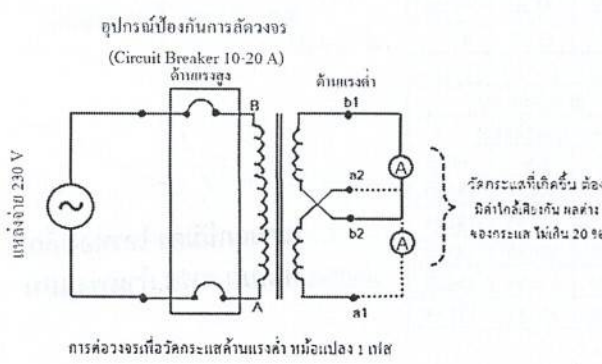 อุปกรณ์ป้องกันการลัดวงจร
(Circuit Breaker 10-20 A)
ด้านแรงสูง
ด้านแรงต่ำ
B
b1
แหล่งจ่าย 230 V
A
a2
b2
A
A
a1
วัดกระแสที่เกิดขึ้น ต้อง
มีค่าใกล้เคียงกัน ผลต่าง
ของกระแส ไม่เกิน 20 %
การต่อวงจรเพื่อวัดกระแสด้านแรงต่ำ หม้อแปลง 1 เฟส